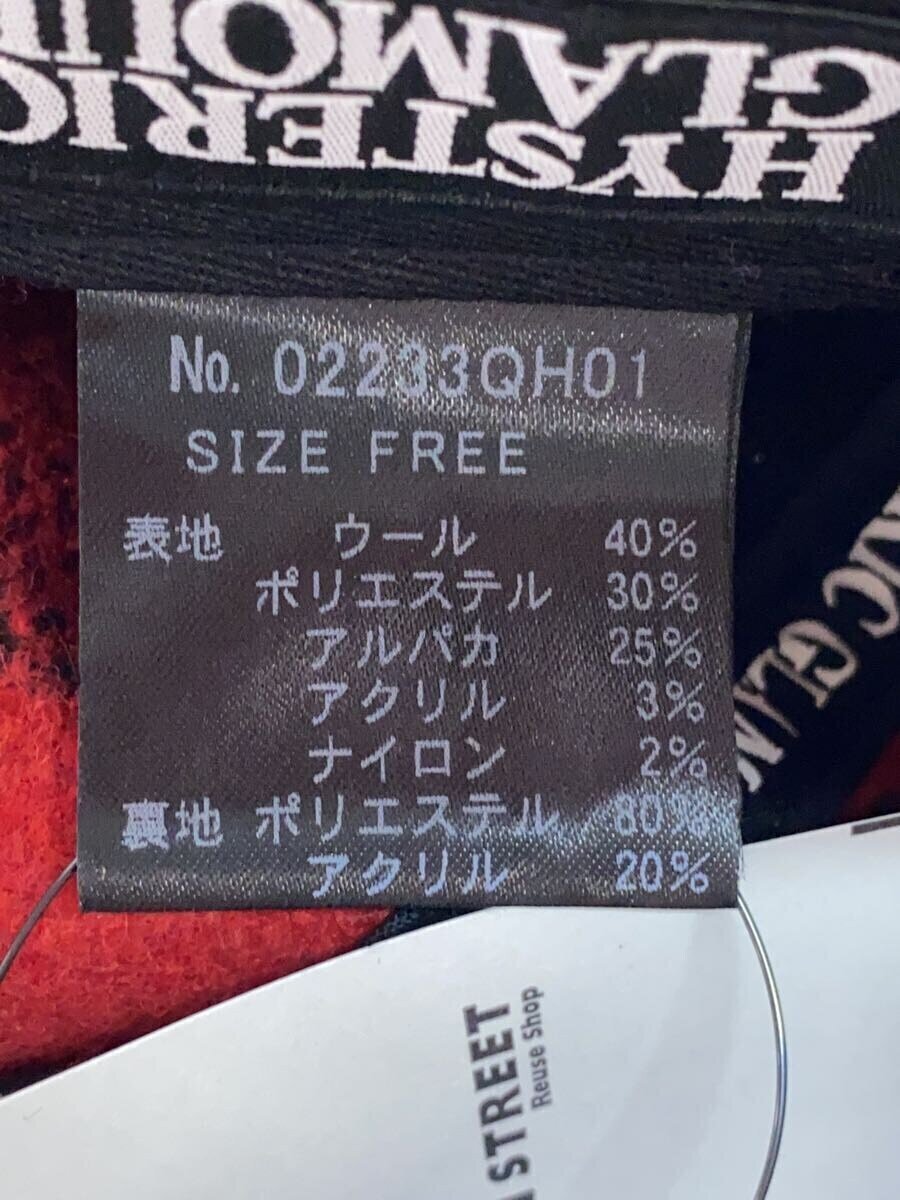 HYSTERIC
GLAMOUR
No. 02233QH01
SIZE FREE
表地 ウール 40%
ポリエステル 30%
アルパカ 25%
アクリル 3%
ナイロン 2%
裏地 ポリエステル 80%
アクリル 20%
RIC GLAMO
STREET
Reuse Shop